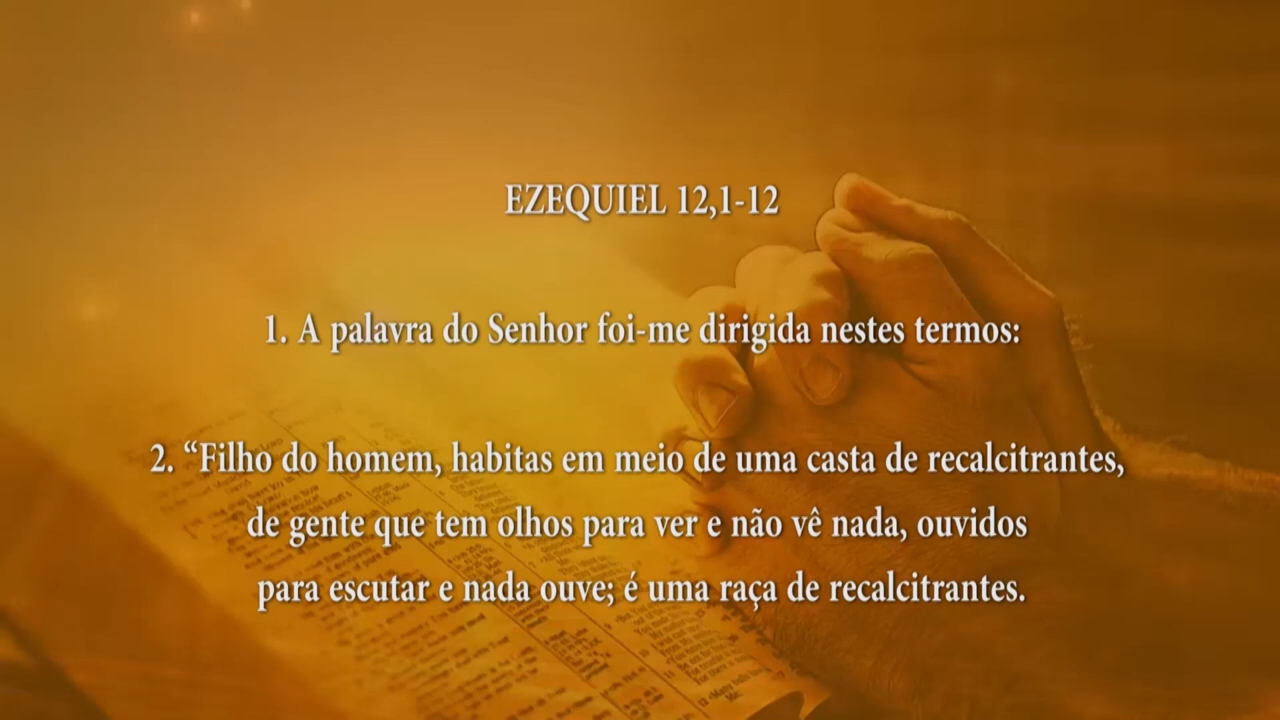 EZEQUIEL 12,1-12
1. A palavra do Senhor foi-me dirigida nestes termos:
2. “Filho do homem, habitas em meio de uma casta de recalcitrantes,
de gente que tem olhos para ver e não vê nada, ouvidos
para escutar e nada ouve; é uma raça de recalcitrantes.